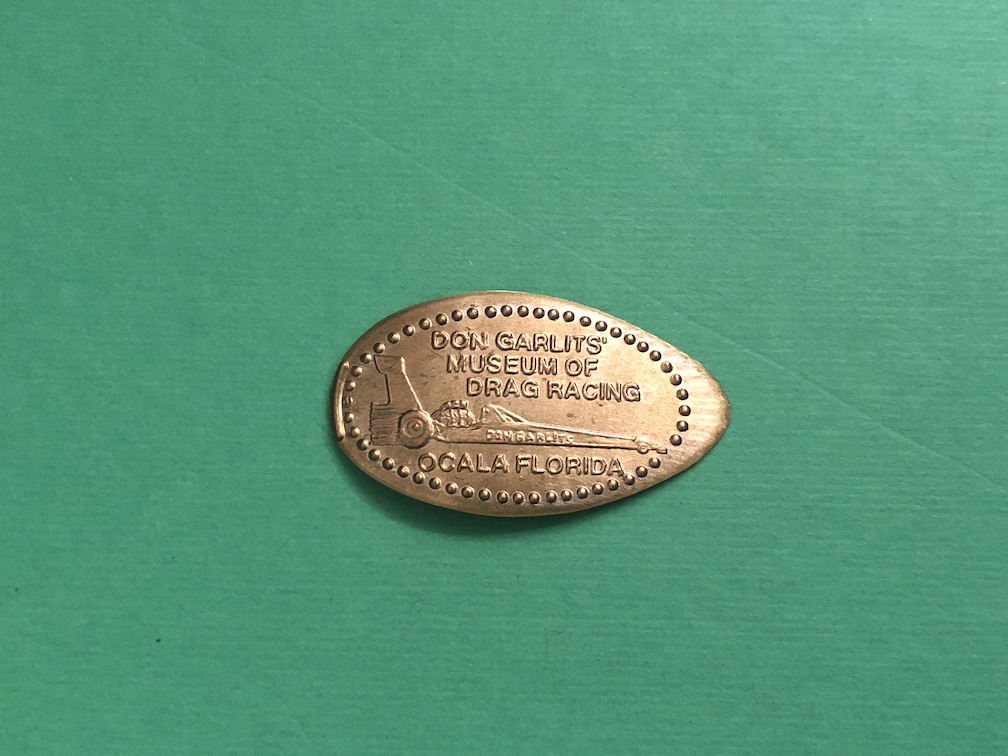 DON GARLITS'
MUSEUM OF
DRAG RACING
DON GARLITS
OCALA FLORIDA